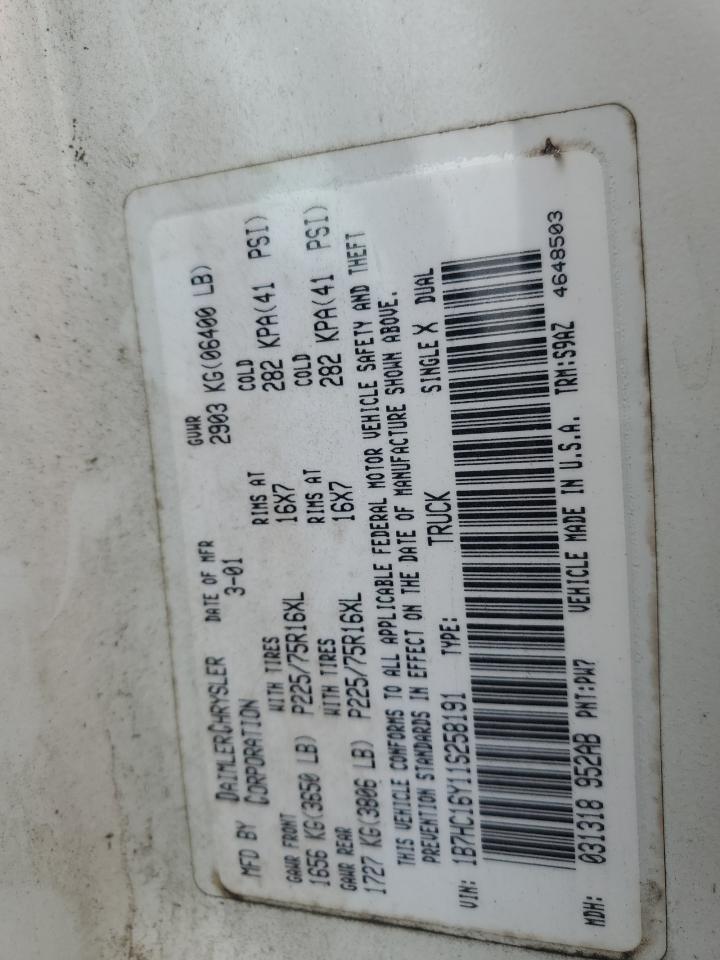 MFD BY DAIMLERCHRYSLER DATE OF MFR GVWR
CORPORATION 3-01 2903 KG(06400 LB)
GAWR FRONT WITH TIRES RIMS AT COLD
1656 KG(3650 LB) P225/75R16XL 16X7 282 KPA(41 PSI)
GAWR REAR WITH TIRES RIMS AT COLD
1727 KG(3806 LB) P225/75R16XL 16X7 282 KPA(41 PSI)
THIS VEHICLE CONFORMS TO ALL APPLICABLE FEDERAL MOTOR VEHICLE SAFETY AND THEFT
PREVENTION STANDARDS IN EFFECT ON THE DATE OF MANUFACTURE SHOWN ABOVE.
VIN: 1B7HC16Y11S258191 TYPE: TRUCK SINGLE X DUAL
MDH: 031318 952AB PNT:PW7 VEHICLE MADE IN U.S.A. TRM:S9AZ 4648503